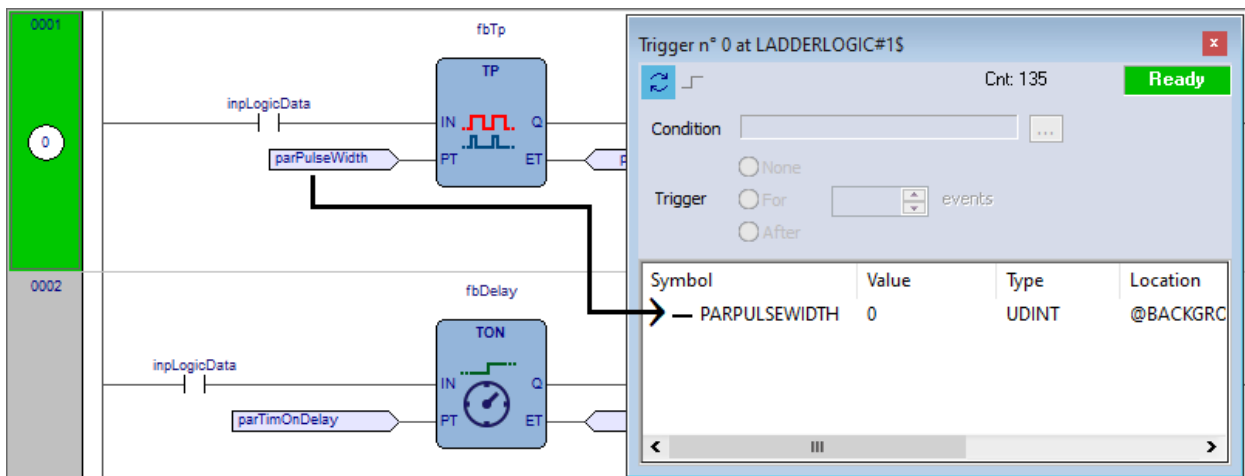 0001
fbTp
TP
inpLogicData
IN
Q
0
parPulseWidth
PT
ET
p
0002
fbDelay
TON
inpLogicData
IN
Q
parTimOnDelay
PT
ET
Trigger n° 0 at LADDERLOGIC#1$
x
Cnt: 135
Ready
Condition
...
None
Trigger
For
events
After
Symbol Value Type Location
PARPULSEWIDTH 0 UDINT @BACKGRO